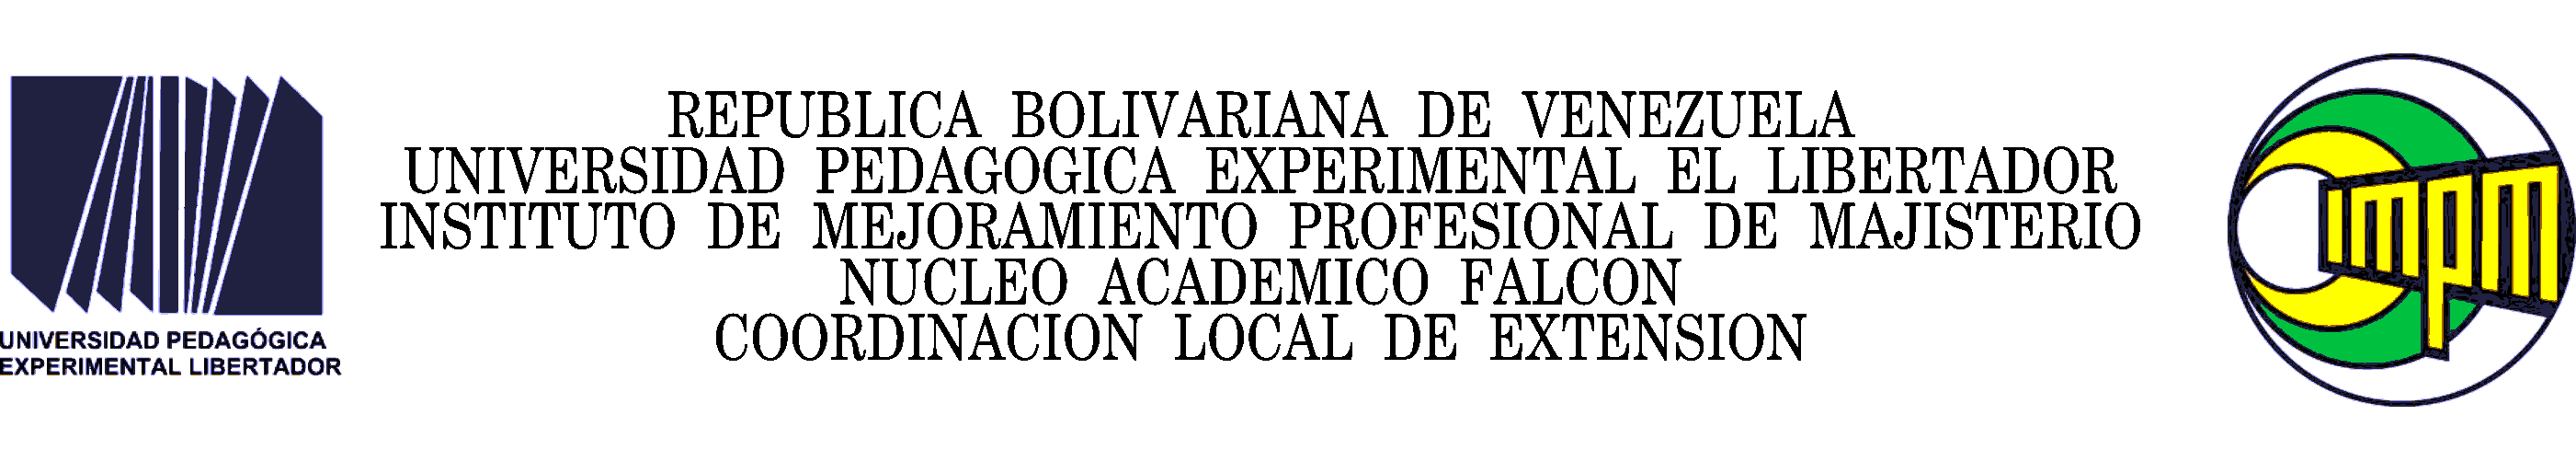 REPUBLICA BOLIVARIANA DE VENEZUELA
UNIVERSIDAD PEDAGOGICA EXPERIMENTAL EL LIBERTADOR
INSTITUTO DE MEJORAMIENTO PROFESIONAL DE MAJISTERIO
NUCLEO ACADEMICO FALCON
COORDINACION LOCAL DE EXTENSION
UNIVERSIDAD PEDAGÓGICA
EXPERIMENTAL LIBERTADOR
impm